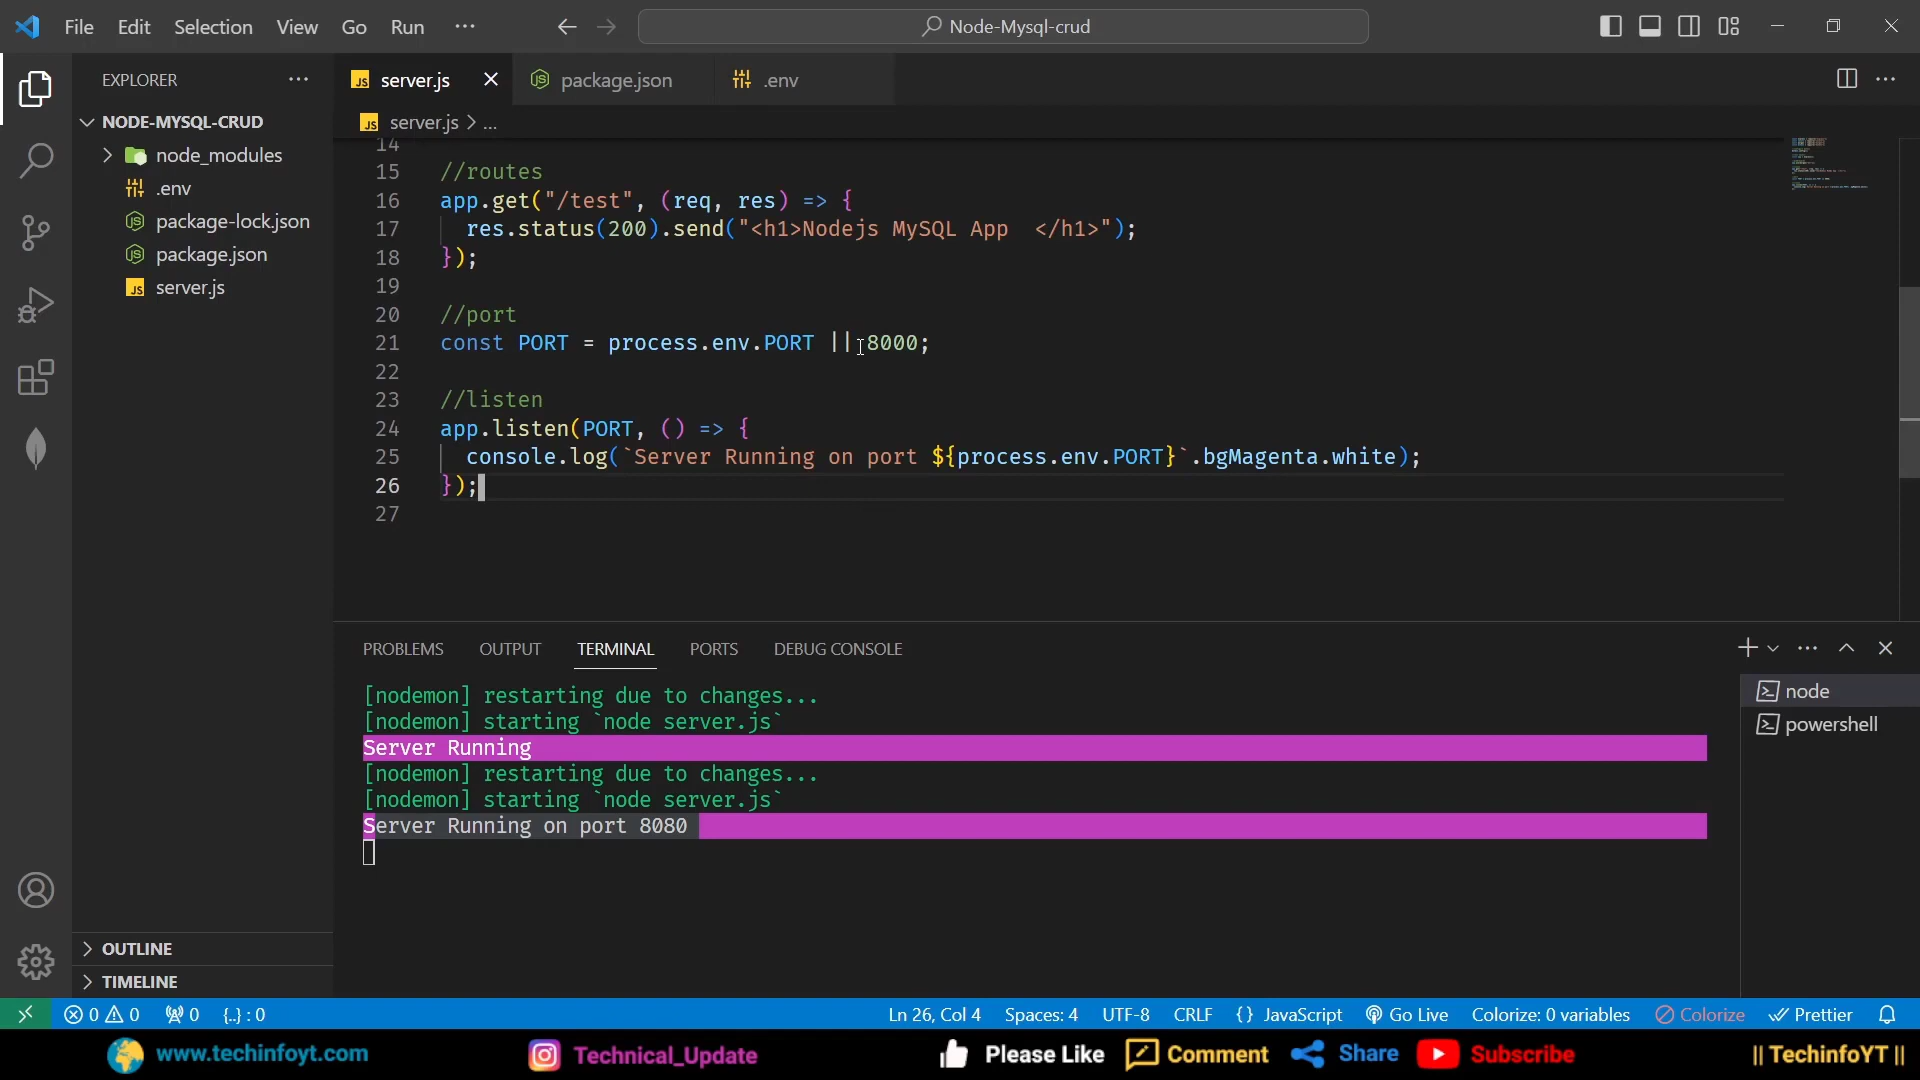 File Edit Selection View Go Run ··· Node-Mysql-crud
EXPLORER ···
server.js package.json .env
NODE-MYSQL-CRUD
server.js > ...
node_modules
.env
package-lock.json
package.json
server.js
14
15 //routes
16 app.get("/test", (req, res) => {
17 res.status(200).send("<h1>Nodejs MySQL App  </h1>");
18 });
19
20 //port
21 const PORT = process.env.PORT || 8000;
22
23 //listen
24 app.listen(PORT, () => {
25 console.log(`Server Running on port ${process.env.PORT}`.bgMagenta.white);
26 });
27
PROBLEMS OUTPUT TERMINAL PORTS DEBUG CONSOLE
[nodemon] restarting due to changes...
[nodemon] starting `node server.js`
Server Running
[nodemon] restarting due to changes...
[nodemon] starting `node server.js`
Server Running on port 8080
node
powershell
OUTLINE
TIMELINE
0 0 0 {..} : 0 Ln 26, Col 4 Spaces: 4 UTF-8 CRLF {} JavaScript Go Live Colorize: 0 variables Colorize Prettier
www.techinfoyt.com Technical_Update Please Like Comment Share Subscribe || TechinfoYT ||